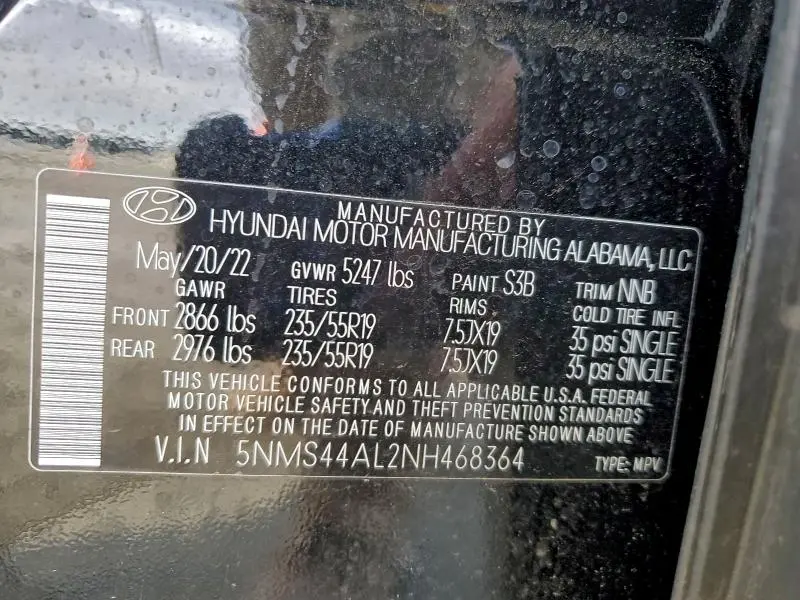 MANUFACTURED BY
HYUNDAI MOTOR MANUFACTURING ALABAMA, LLC
May/20/22 GVWR 5247 lbs PAINT S3B TRIM NNB
GAWR TIRES RIMS COLD TIRE INFL
FRONT 2866 lbs 235/55R19 7.5JX19 35 psi SINGLE
REAR 2976 lbs 235/55R19 7.5JX19 35 psi SINGLE
THIS VEHICLE CONFORMS TO ALL APPLICABLE U.S.A. FEDERAL
MOTOR VEHICLE SAFETY AND THEFT PREVENTION STANDARDS
IN EFFECT ON THE DATE OF MANUFACTURE SHOWN ABOVE
V.I.N 5NMS44AL2NH468364 TYPE: MPV